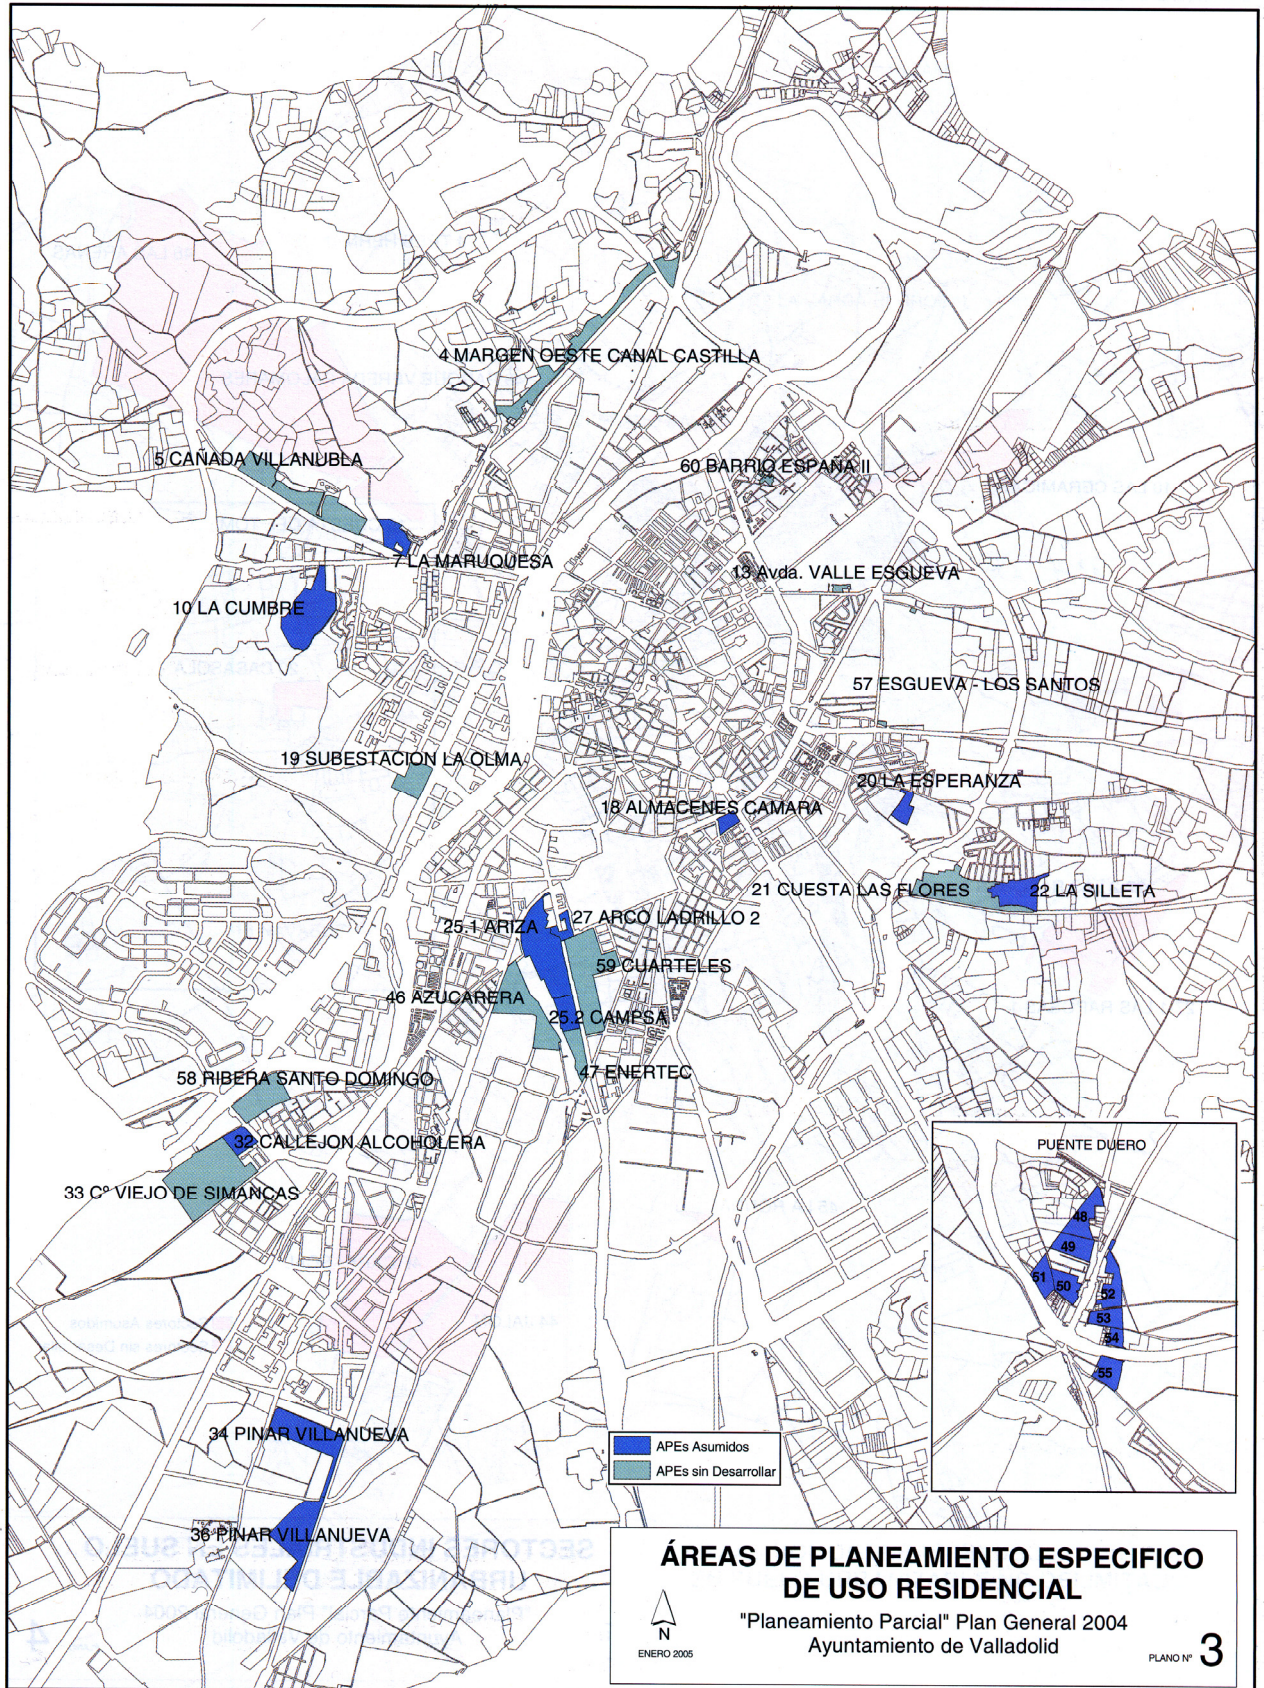 4 MARGEN OESTE CANAL CASTILLA
5 CAÑADA VILLANUBLA
60 BARRIO ESPAÑA II
7 LA MARUQUESA
13 Avda. VALLE ESGUEVA
10 LA CUMBRE
57 ESGUEVA - LOS SANTOS
19 SUBESTACION LA OLMA
20 LA ESPERANZA
18 ALMACENES CAMARA
21 CUESTA LAS FLORES
22 LA SILLETA
27 ARCO LADRILLO 2
25.1 ARIZA
59 CUARTELES
46 AZUCARERA
25.2 CAMPSA
47 ENERTEC
58 RIBERA SANTO DOMINGO
32 CALLEJON ALCOHOLERA
33 Cº VIEJO DE SIMANCAS
PUENTE DUERO
48
49
51
50
52
53
54
55
34 PINAR VILLANUEVA
36 PINAR VILLANUEVA
APEs Asumidos
APEs sin Desarrollar
ÁREAS DE PLANEAMIENTO ESPECIFICO
DE USO RESIDENCIAL
"Planeamiento Parcial" Plan General 2004
Ayuntamiento de Valladolid
N
ENERO 2005
PLANO Nº 3